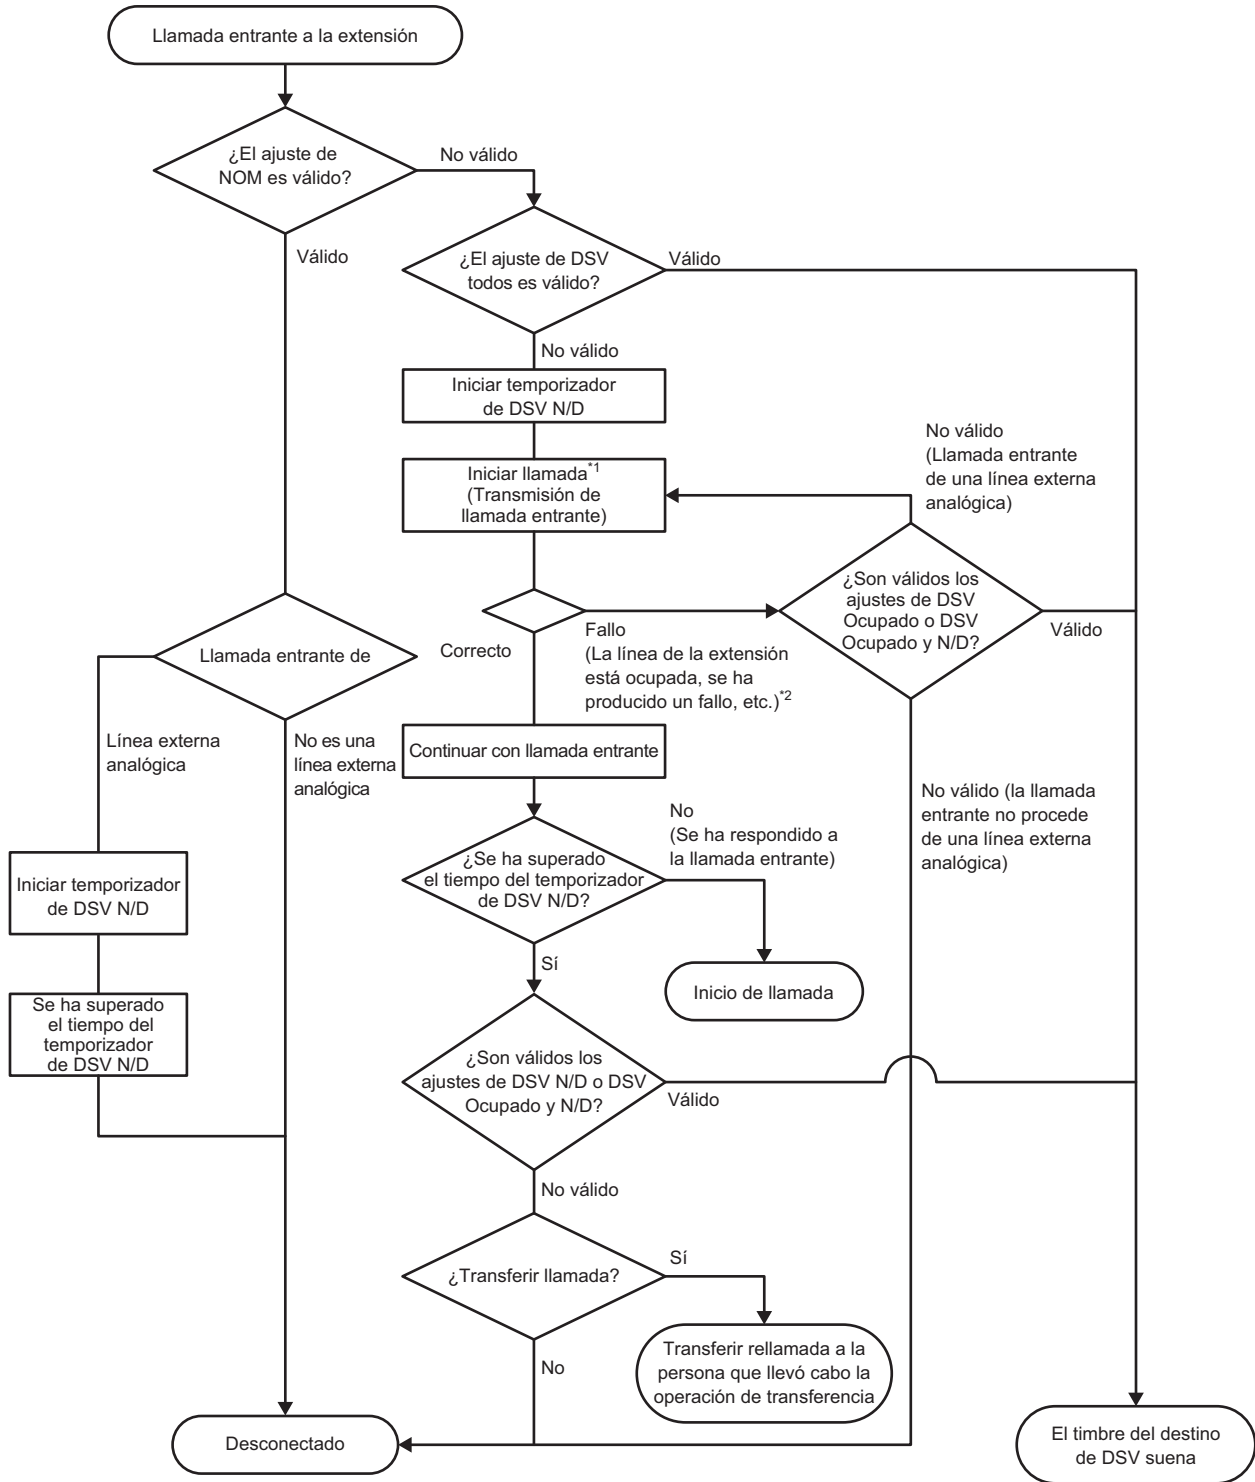 Llamada entrante a la extensión
¿El ajuste de
NOM es válido?
No válido
Válido
¿El ajuste de DSV
todos es válido?
Válido
No válido
Iniciar temporizador
de DSV N/D
Iniciar llamada*1
(Transmisión de
llamada entrante)
No válido
(Llamada entrante
de una línea externa
analógica)
¿Son válidos los
ajustes de DSV
Ocupado o DSV
Ocupado y N/D?
Válido
Correcto
Fallo
(La línea de la extensión
está ocupada, se ha
producido un fallo, etc.)*2
Llamada entrante de
Línea externa
analógica
No es una
línea externa
analógica
Continuar con llamada entrante
No válido (la llamada
entrante no procede
de una línea externa
analógica)
¿Se ha superado
el tiempo del temporizador
de DSV N/D?
No
(Se ha respondido a
la llamada entrante)
Sí
Inicio de llamada
Iniciar temporizador
de DSV N/D
Se ha superado
el tiempo del
temporizador
de DSV N/D
¿Son válidos los
ajustes de DSV N/D o DSV
Ocupado y N/D?
Válido
No válido
¿Transferir llamada?
Sí
No
Transferir rellamada a la
persona que llevó cabo la
operación de transferencia
Desconectado
El timbre del destino
de DSV suena